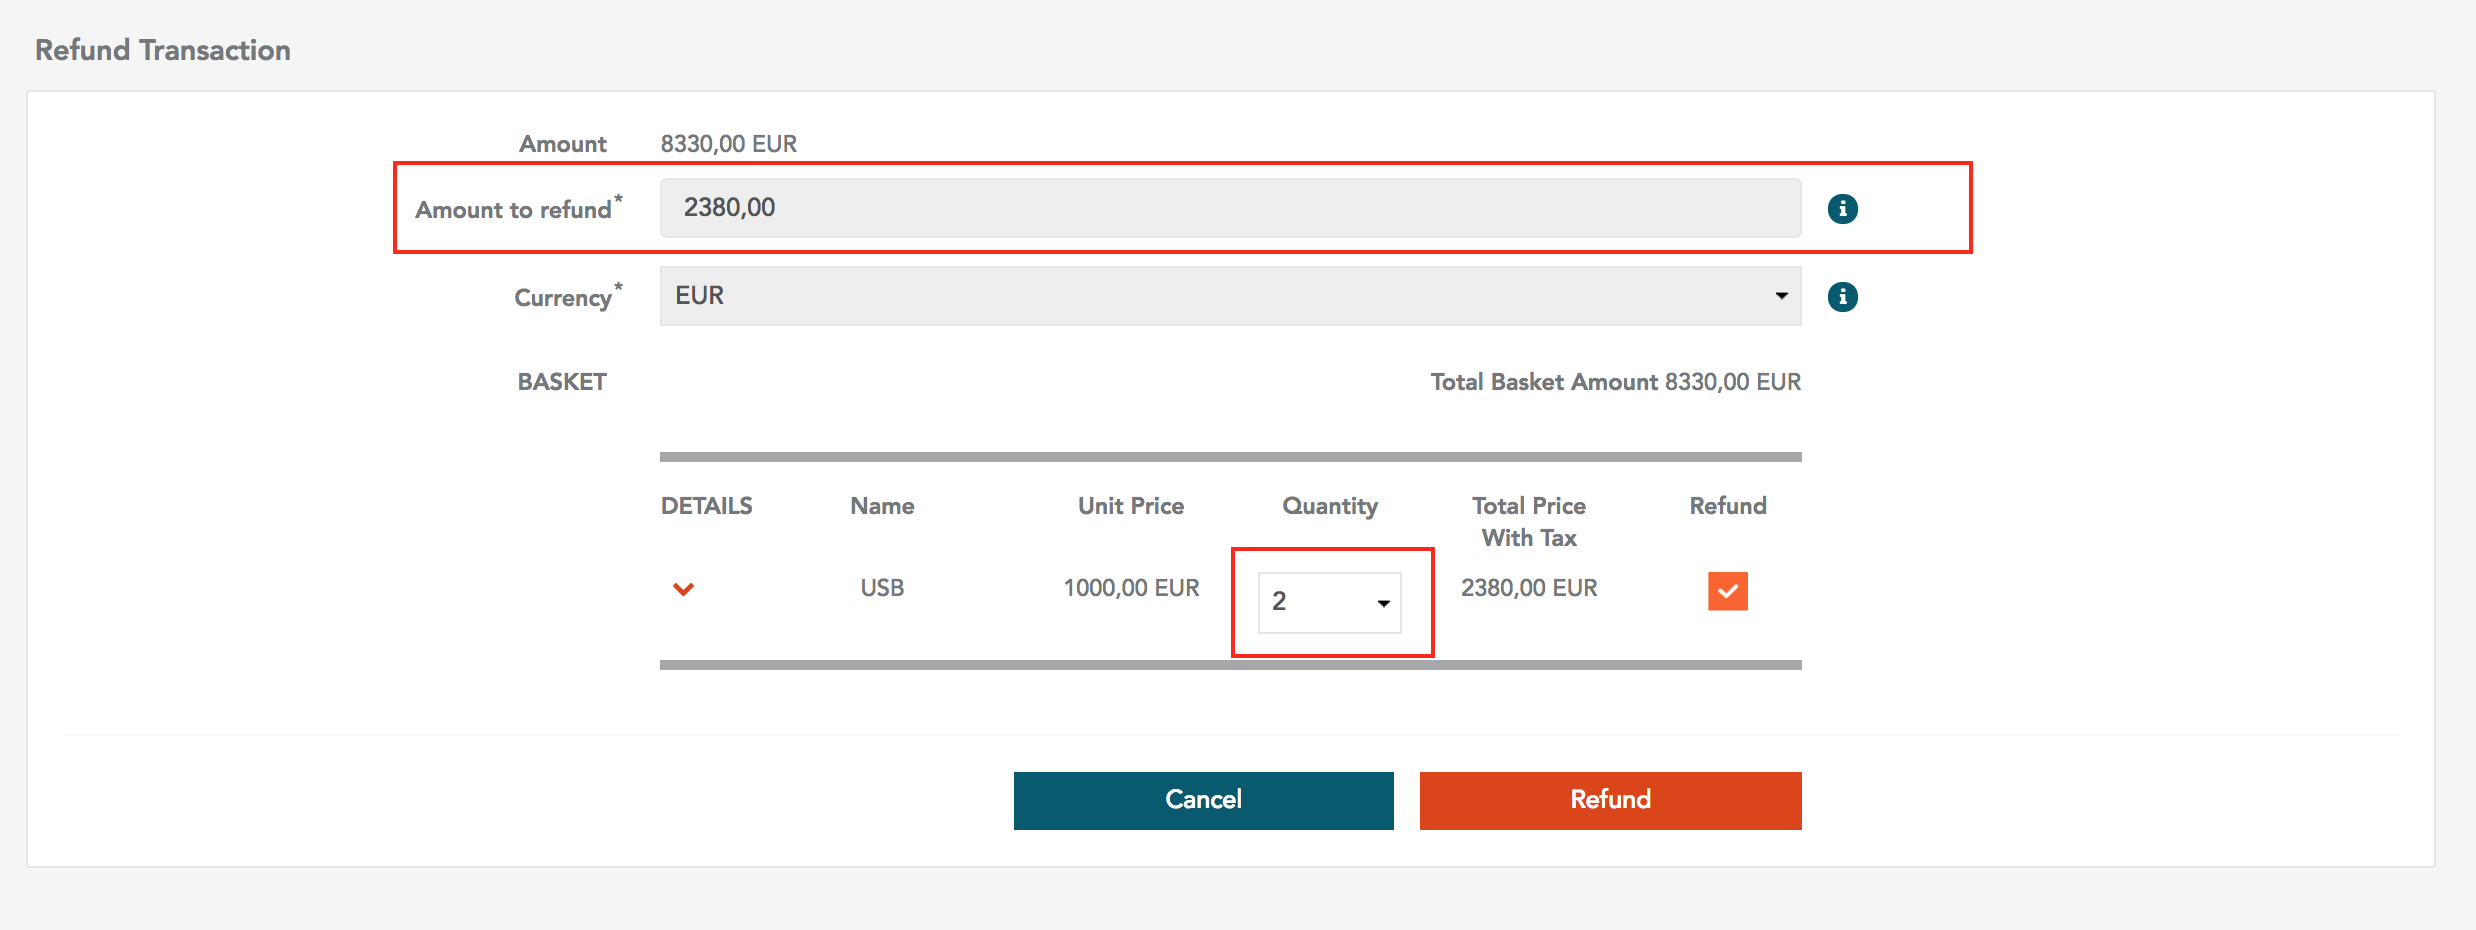 Refund Transaction
Amount 8330,00 EUR
Amount to refund* 2380,00
Currency* EUR
BASKET Total Basket Amount 8330,00 EUR
DETAILS Name Unit Price Quantity Total Price With Tax Refund
USB 1000,00 EUR 2 2380,00 EUR
Cancel Refund